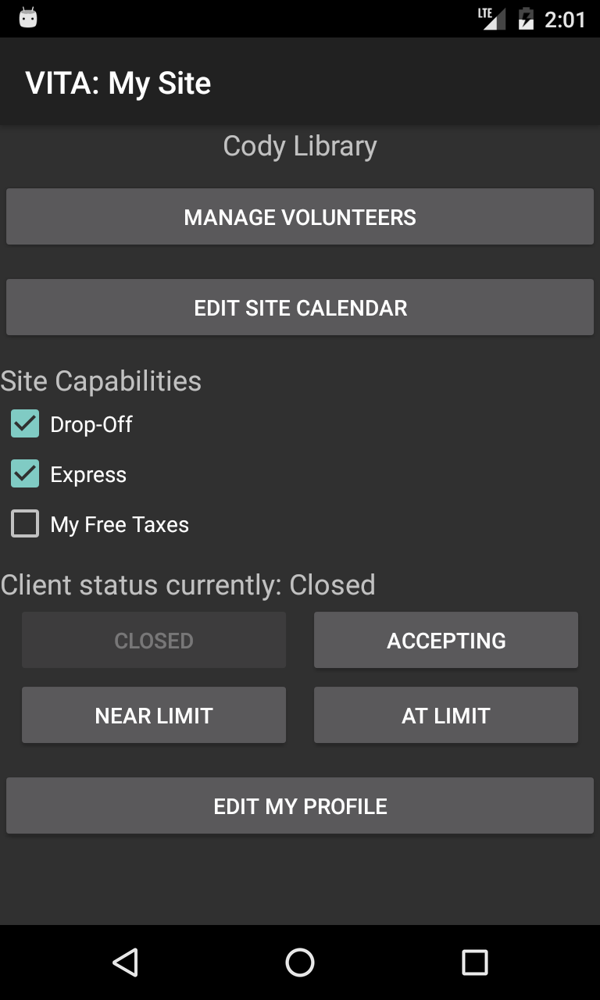 LTE 2:01
VITA: My Site
Cody Library
MANAGE VOLUNTEERS
EDIT SITE CALENDAR
Site Capabilities
Drop-Off
Express
My Free Taxes
Client status currently: Closed
CLOSED ACCEPTING
NEAR LIMIT AT LIMIT
EDIT MY PROFILE